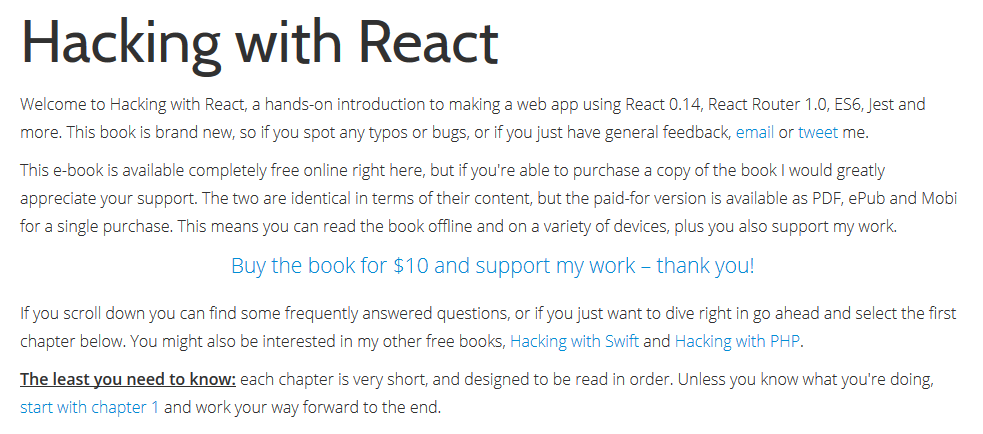 Hacking with React
Welcome to Hacking with React, a hands-on introduction to making a web app using React 0.14, React Router 1.0, ES6, Jest and
more. This book is brand new, so if you spot any typos or bugs, or if you just have general feedback, email or tweet me.
This e-book is available completely free online right here, but if you're able to purchase a copy of the book I would greatly
appreciate your support. The two are identical in terms of their content, but the paid-for version is available as PDF, ePub and Mobi
for a single purchase. This means you can read the book offline and on a variety of devices, plus you also support my work.
Buy the book for $10 and support my work – thank you!
If you scroll down you can find some frequently answered questions, or if you just want to dive right in go ahead and select the first
chapter below. You might also be interested in my other free books, Hacking with Swift and Hacking with PHP.
The least you need to know: each chapter is very short, and designed to be read in order. Unless you know what you're doing,
start with chapter 1 and work your way forward to the end.